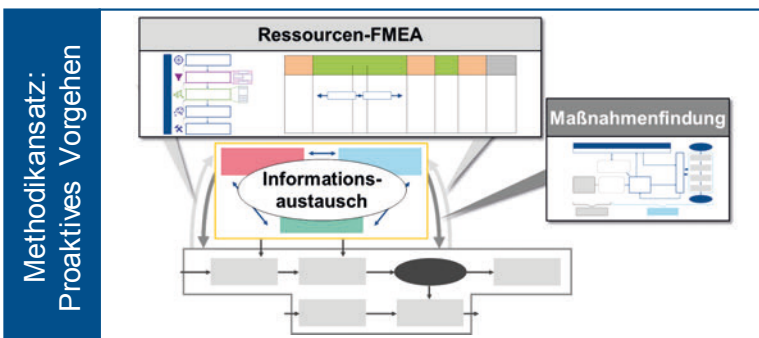 Methodikansatz:
Proaktives Vorgehen
Ressourcen-FMEA
Maßnahmenfindung
Informations-
austausch